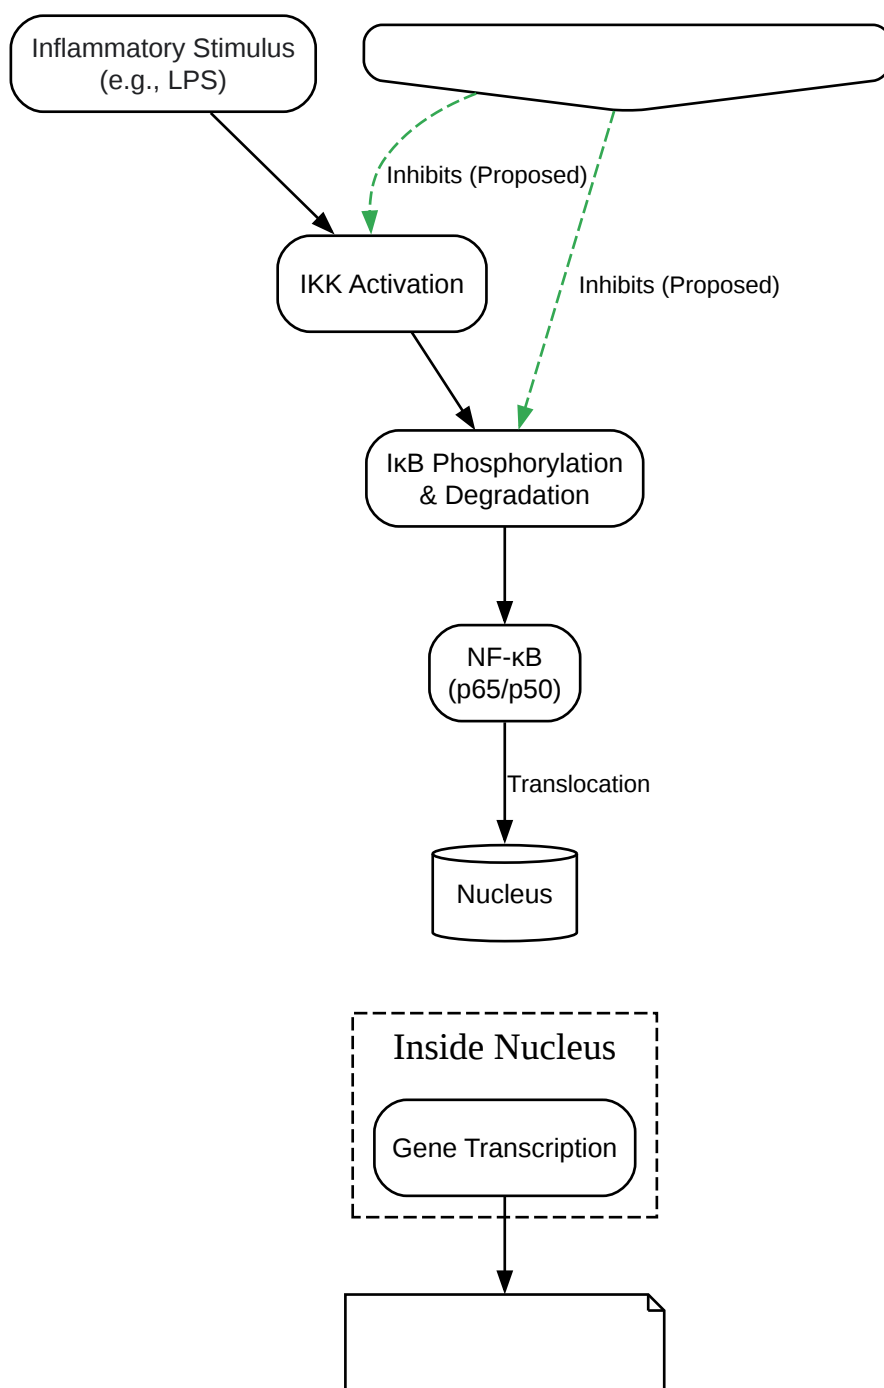 Inflammatory Stimulus
(e.g., LPS)
Inhibits (Proposed)
IKK Activation
Inhibits (Proposed)
IκB Phosphorylation
& Degradation
NF-κB
(p65/p50)
Translocation
Nucleus
Inside Nucleus
Gene Transcription